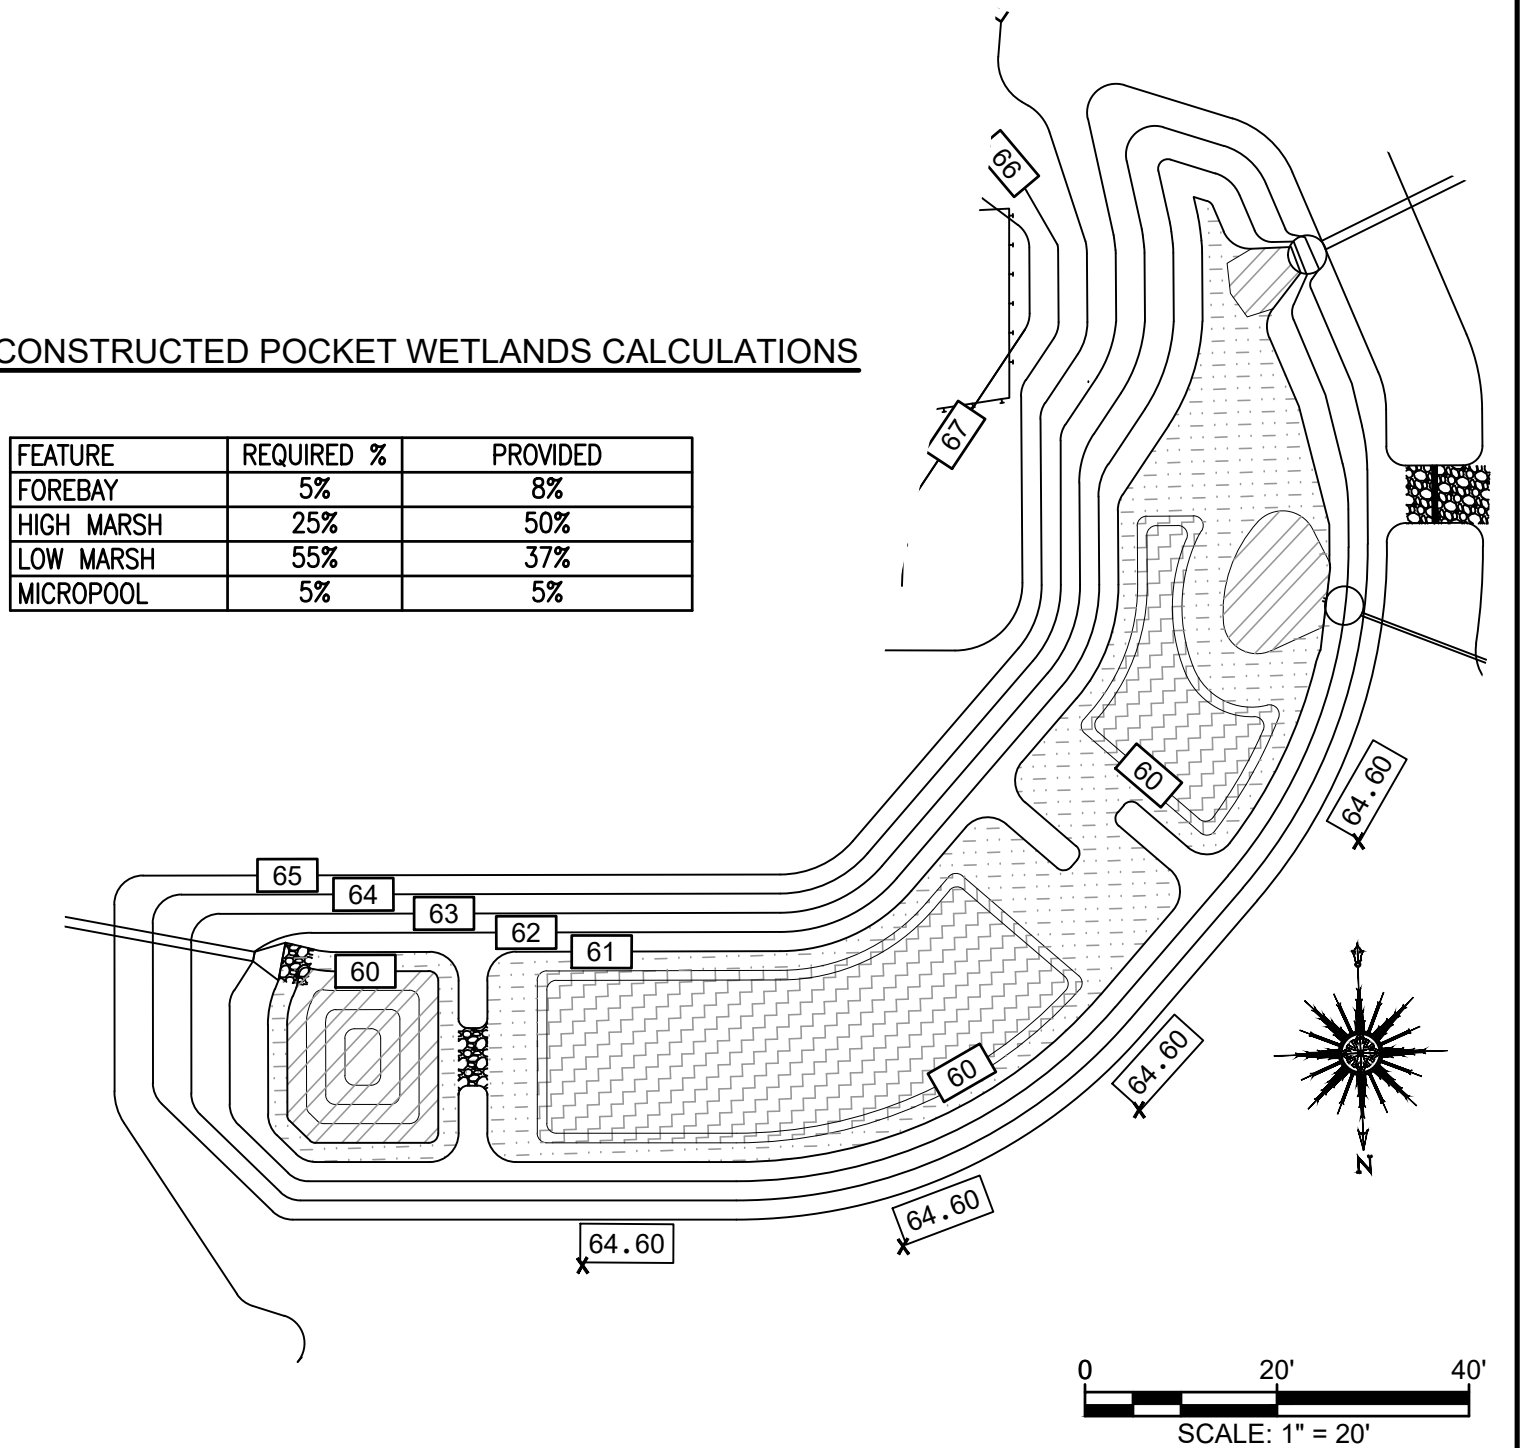 66
CONSTRUCTED POCKET WETLANDS CALCULATIONS
67
FEATURE REQUIRED % PROVIDED
FOREBAY 5% 8%
HIGH MARSH 25% 50%
LOW MARSH 55% 37%
MICROPOOL 5% 5%
60
64.60
65
64
63
62
61
60
60
64.60
N
64.60
64.60
0 20' 40'
SCALE: 1" = 20'